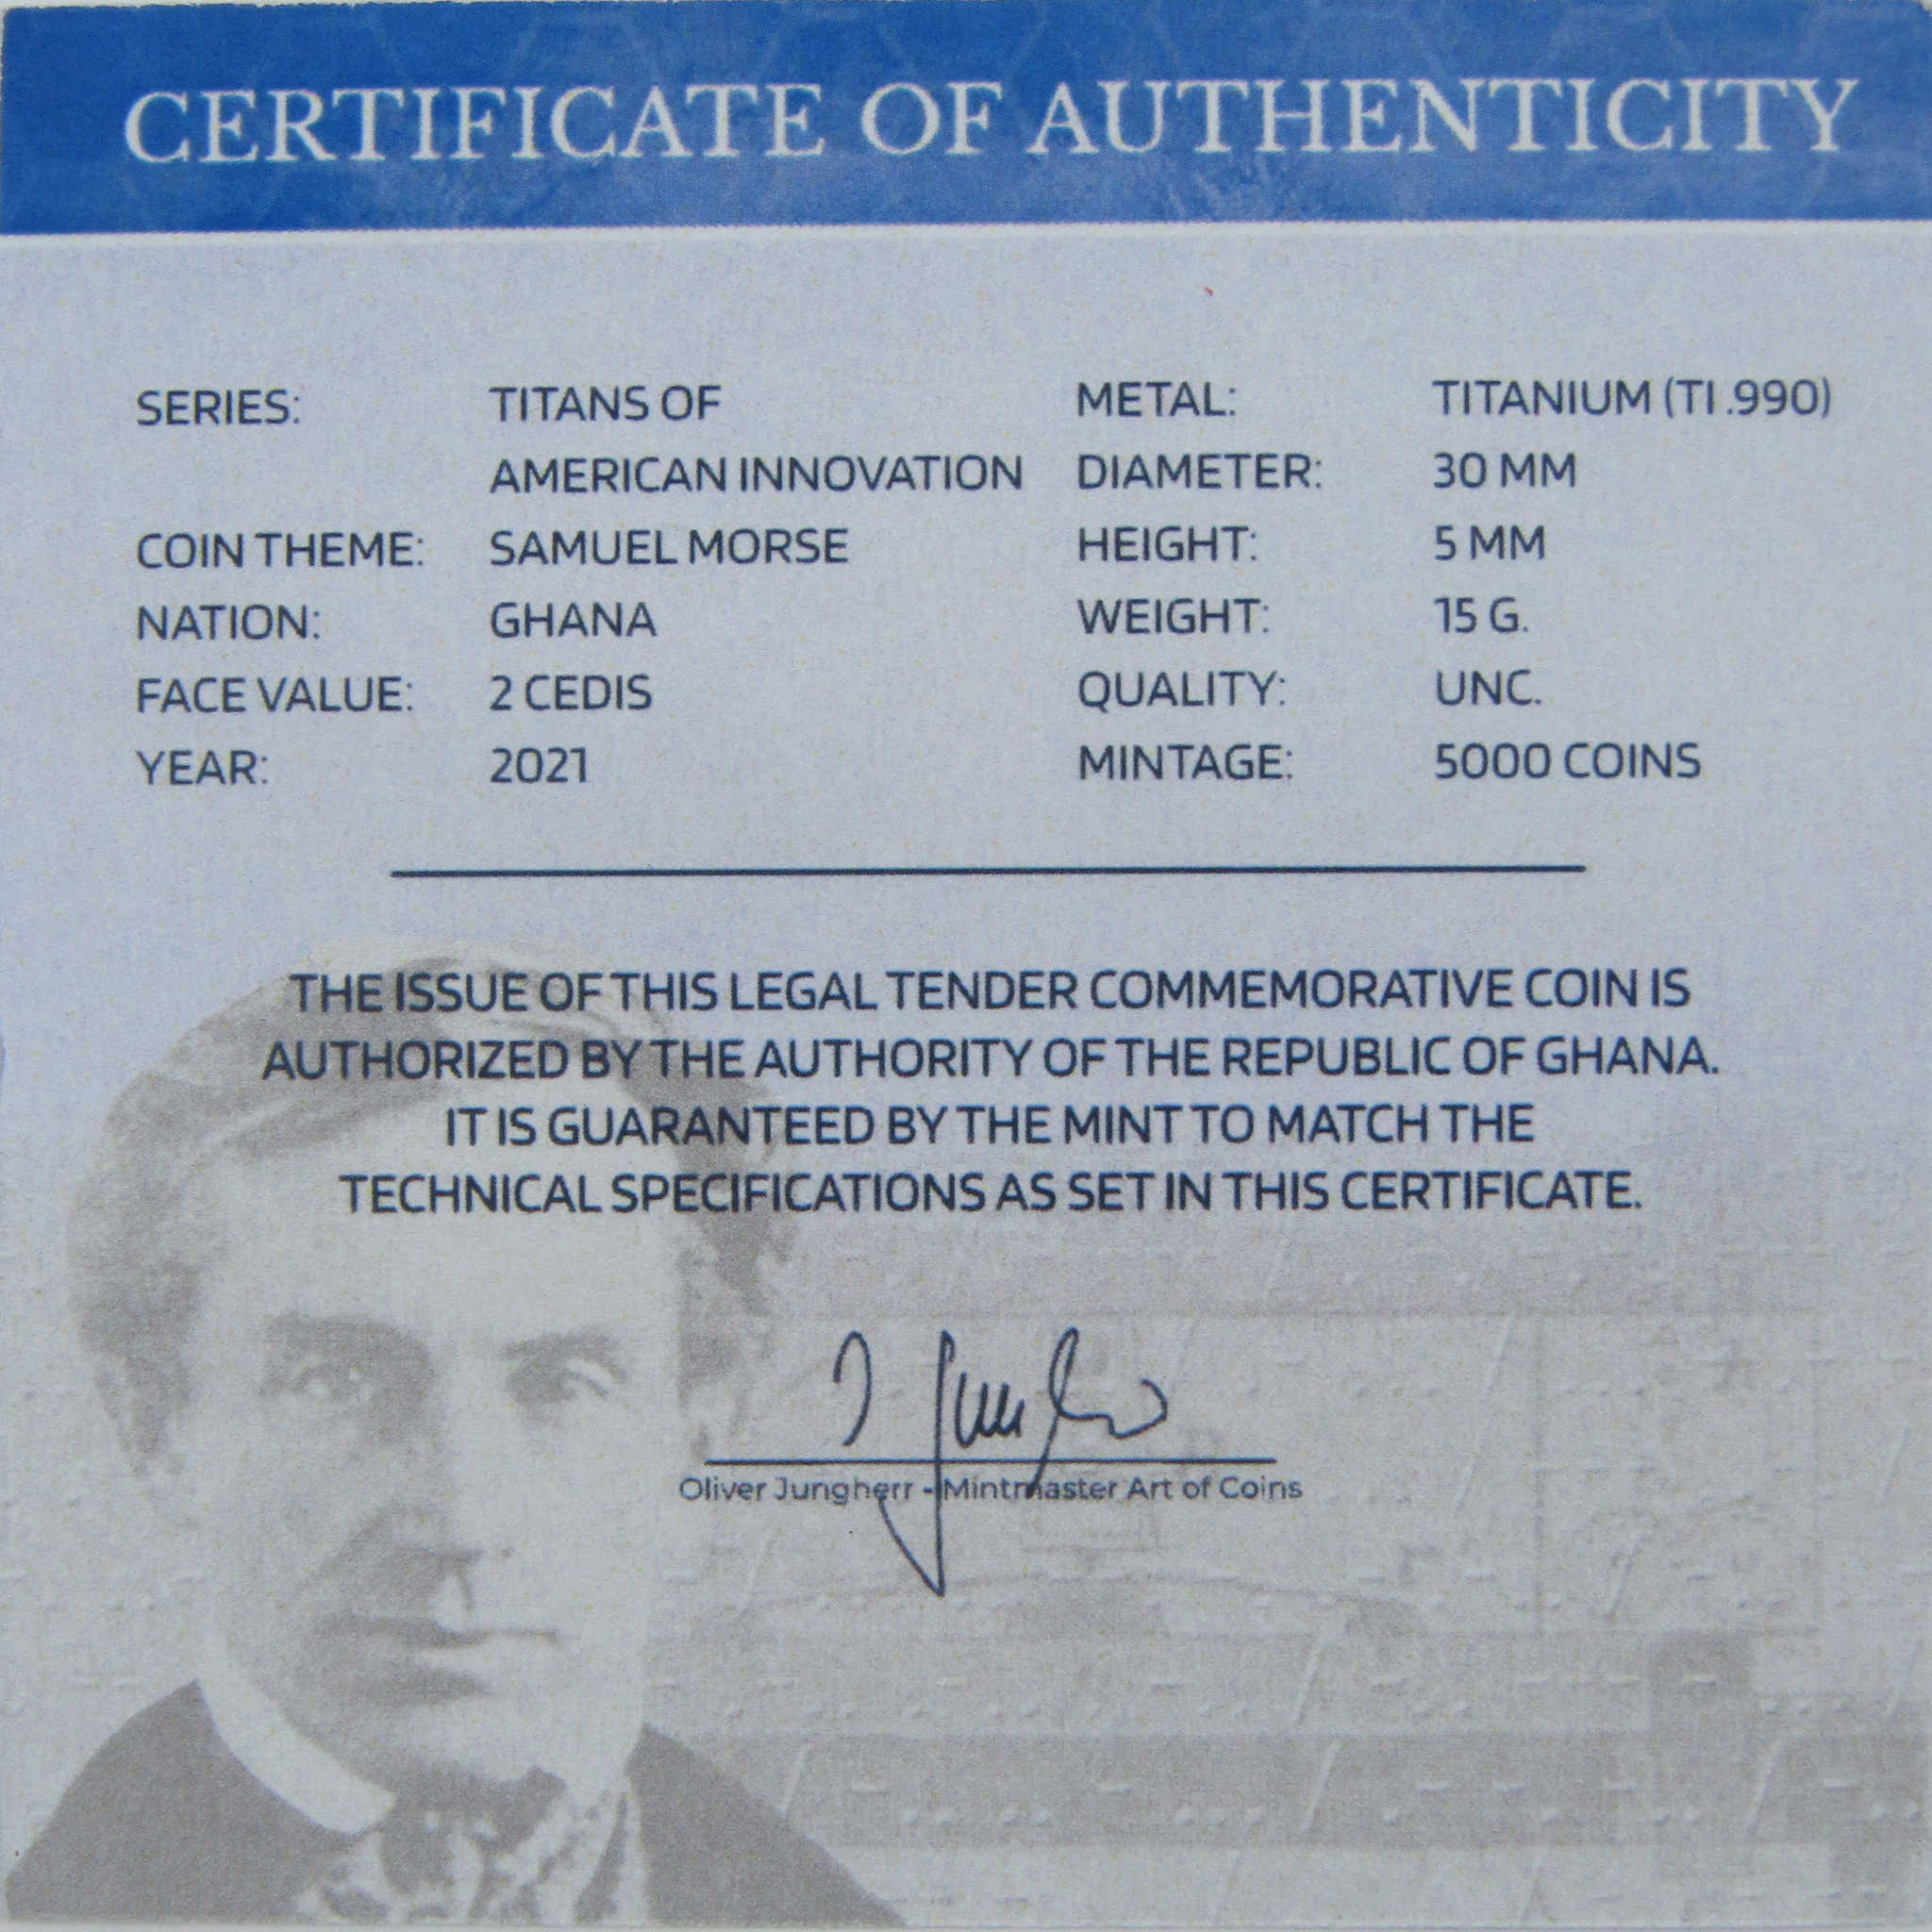 CERTIFICATE OF AUTHENTICITY
SERIES: TITANS OF
AMERICAN INNOVATION
COIN THEME: SAMUEL MORSE
NATION: GHANA
FACE VALUE: 2 CEDIS
YEAR: 2021
METAL: TITANIUM (TI .990)
DIAMETER: 30 MM
HEIGHT: 5 MM
WEIGHT: 15 G.
QUALITY: UNC.
MINTAGE: 5000 COINS
THE ISSUE OF THIS LEGAL TENDER COMMEMORATIVE COIN IS
AUTHORIZED BY THE AUTHORITY OF THE REPUBLIC OF GHANA.
IT IS GUARANTEED BY THE MINT TO MATCH THE
TECHNICAL SPECIFICATIONS AS SET IN THIS CERTIFICATE.
Oliver Jungherr - Mintmaster Art of Coins